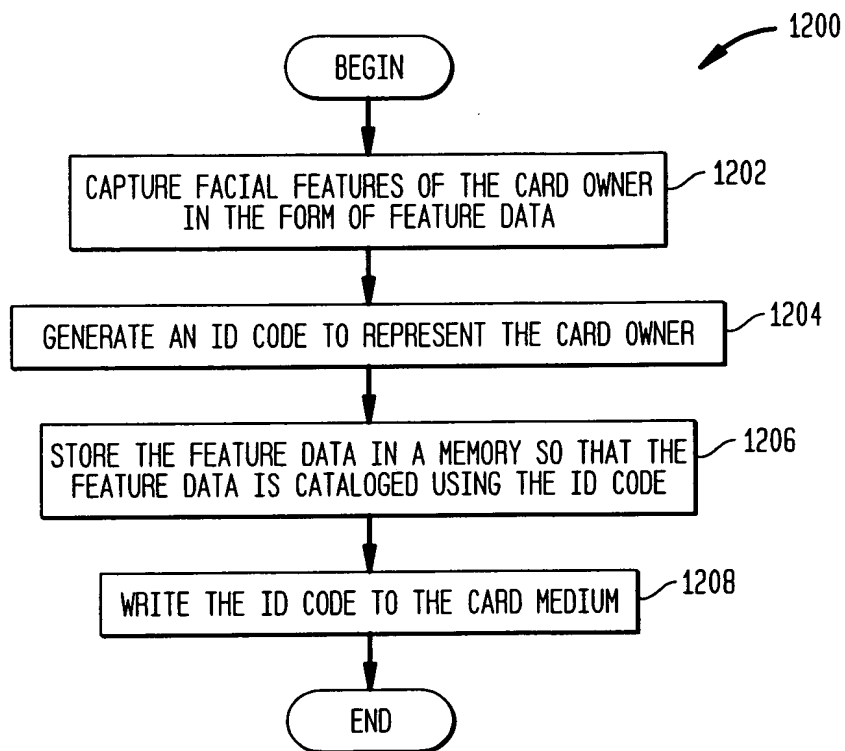 1200
BEGIN
CAPTURE FACIAL FEATURES OF THE CARD OWNER
IN THE FORM OF FEATURE DATA
1202
GENERATE AN ID CODE TO REPRESENT THE CARD OWNER
1204
STORE THE FEATURE DATA IN A MEMORY SO THAT THE
FEATURE DATA IS CATALOGED USING THE ID CODE
1206
WRITE THE ID CODE TO THE CARD MEDIUM
1208
END